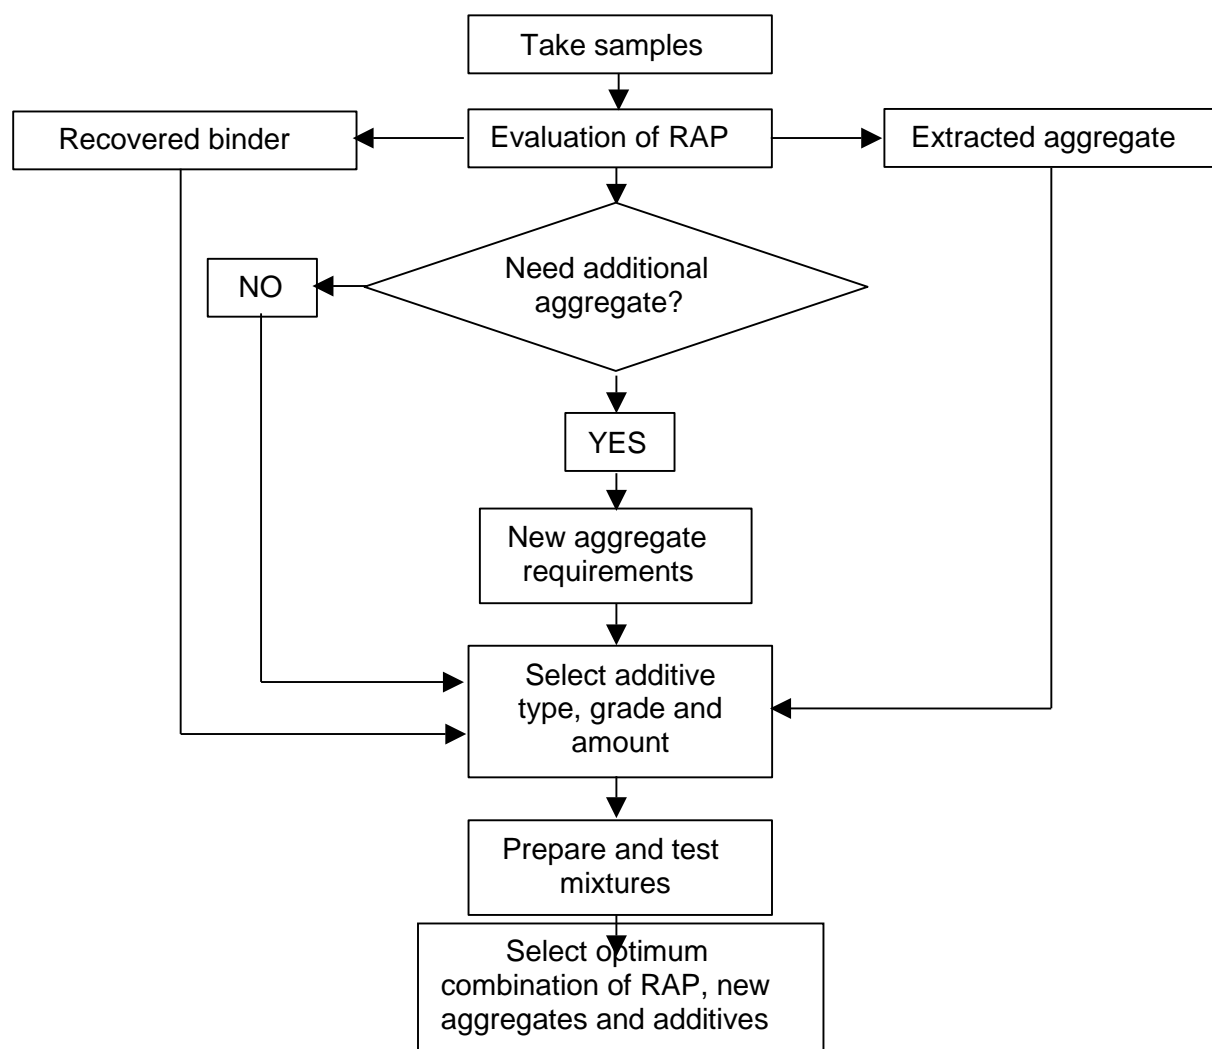 Take samples
Recovered binder
Evaluation of RAP
Extracted aggregate
Need additional
aggregate?
NO
YES
New aggregate
requirements
Select additive
type, grade and
amount
Prepare and test
mixtures
Select optimum
combination of RAP, new
aggregates and additives